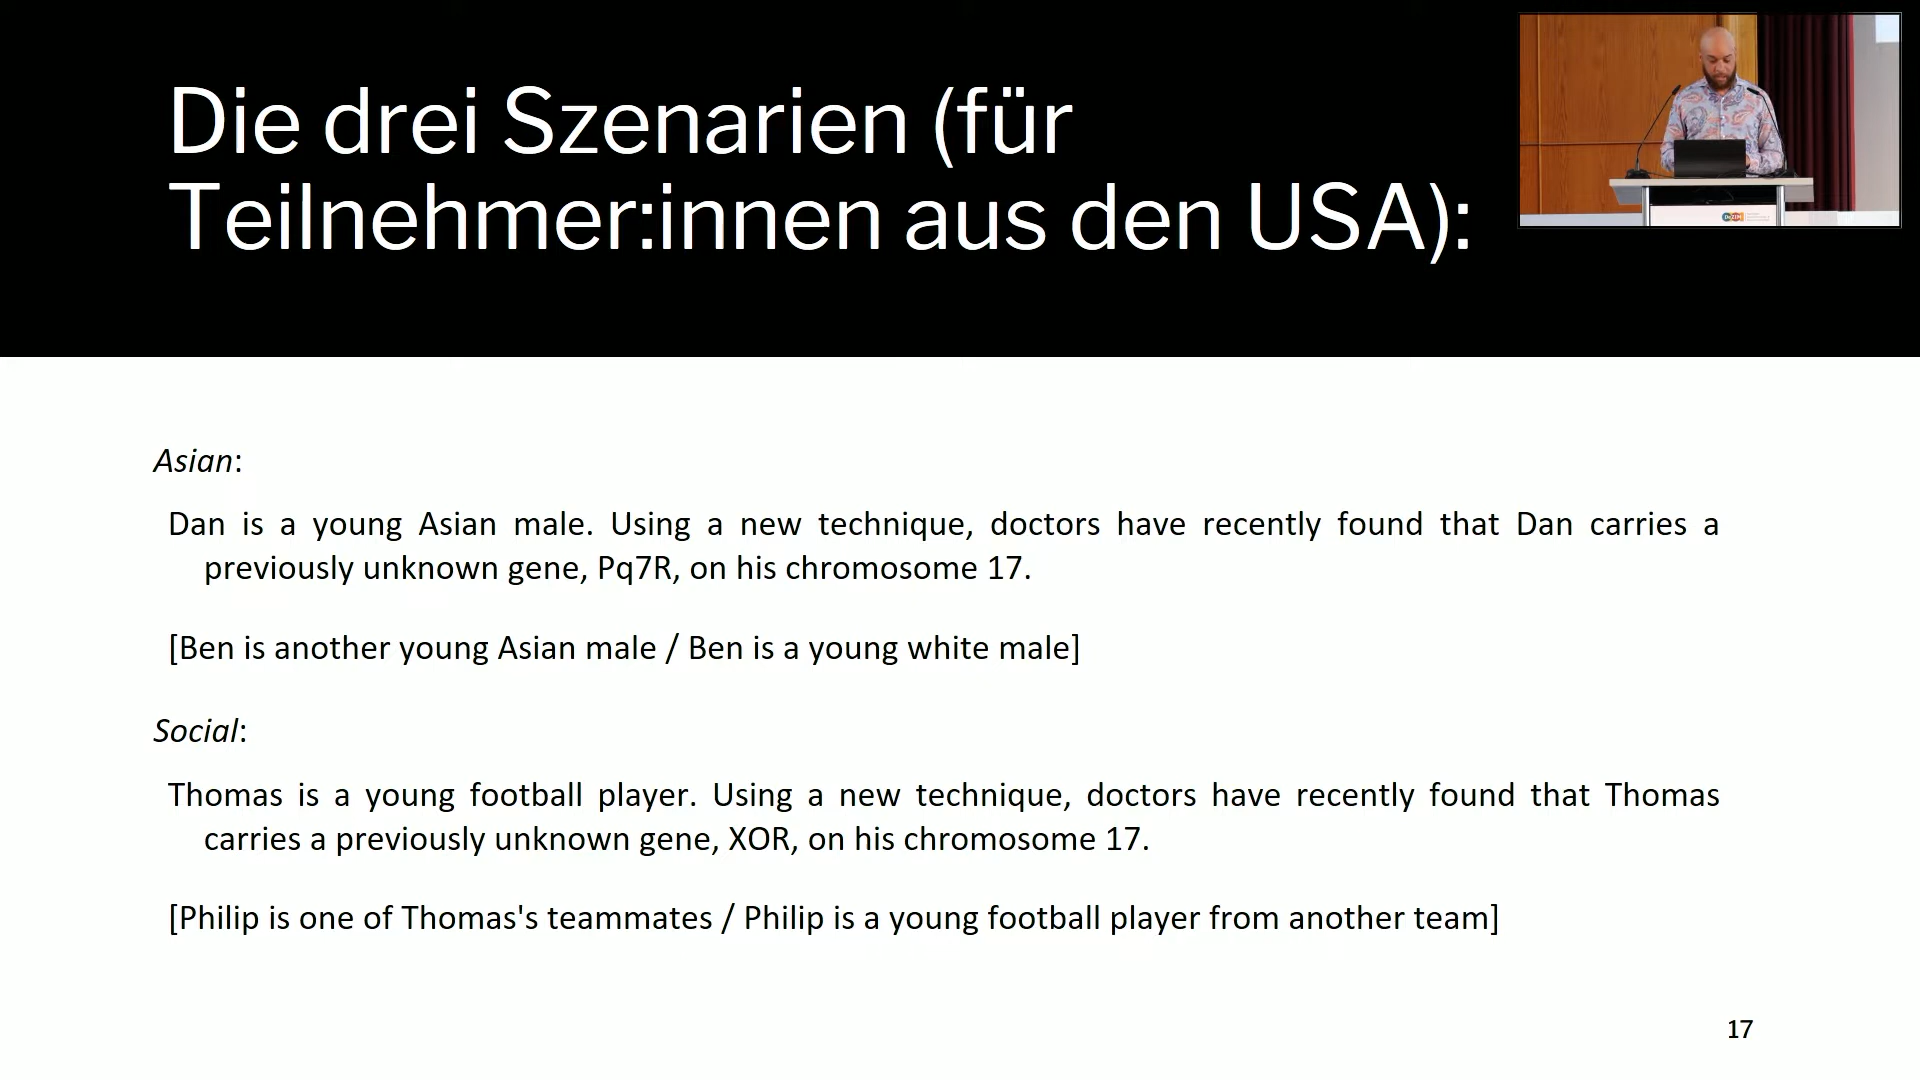 Die drei Szenarien (für
Teilnehmer:innen aus den USA):
Asian:
Dan is a young Asian male. Using a new technique, doctors have recently found that Dan carries a
previously unknown gene, Pq7R, on his chromosome 17.
[Ben is another young Asian male / Ben is a young white male]
Social:
Thomas is a young football player. Using a new technique, doctors have recently found that Thomas
carries a previously unknown gene, XOR, on his chromosome 17.
[Philip is one of Thomas's teammates / Philip is a young football player from another team]
17